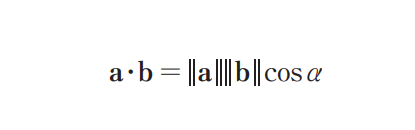 a·b = ‖a‖‖b‖cos α